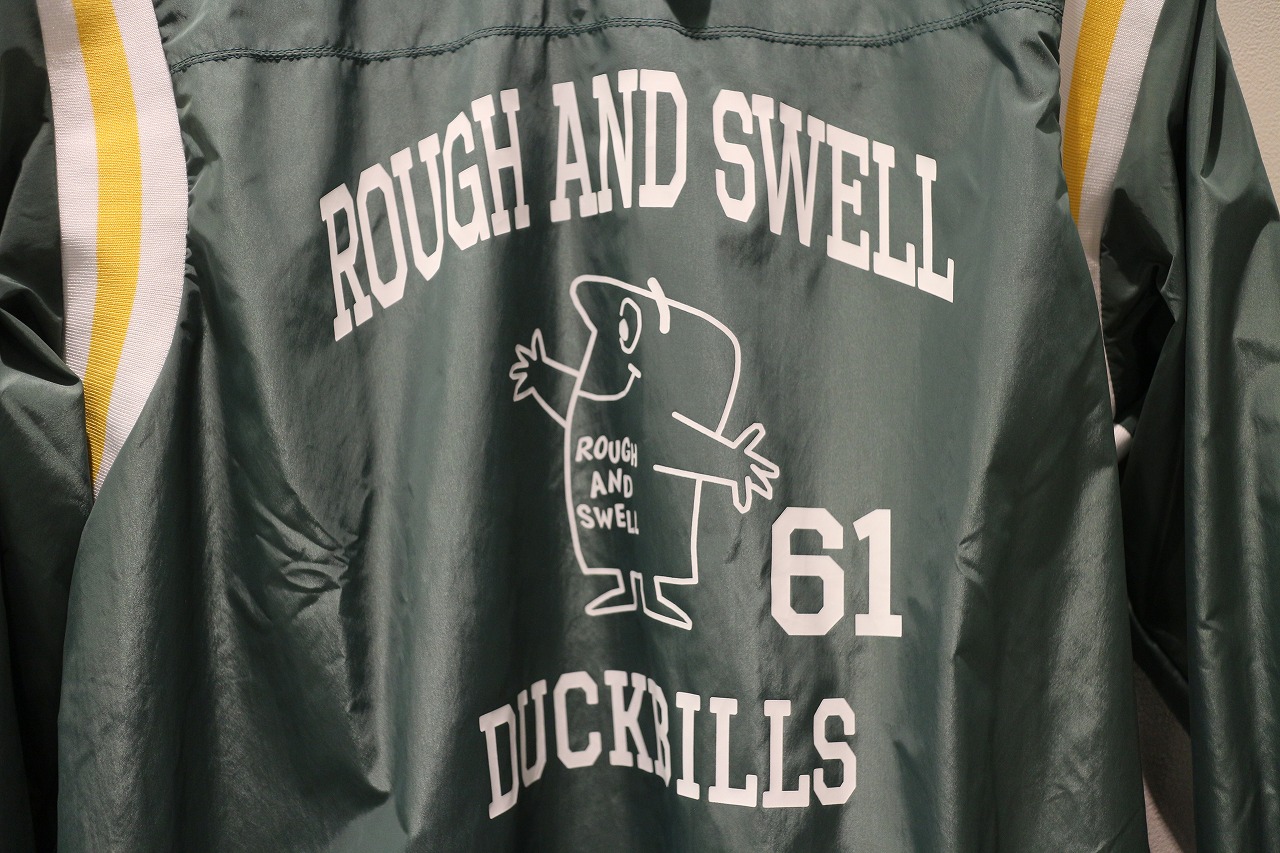 ROUGH AND SWELL
ROUGH
AND
SWELL
61
DUCKBILLS